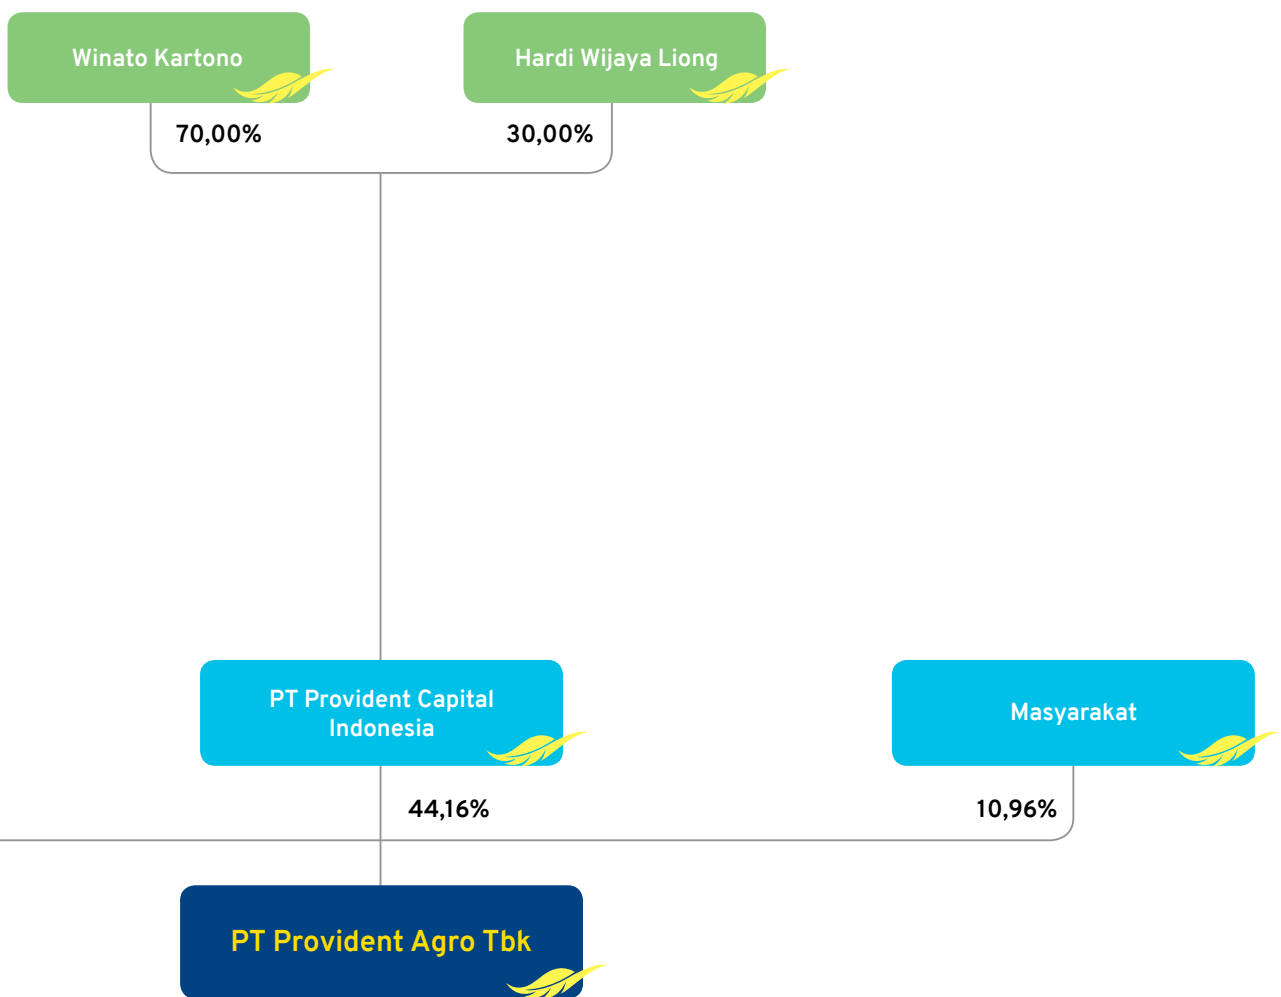 Winato Kartono
Hardi Wijaya Liong
70,00%
30,00%
PT Provident Capital
Indonesia
Masyarakat
44,16%
10,96%
PT Provident Agro Tbk